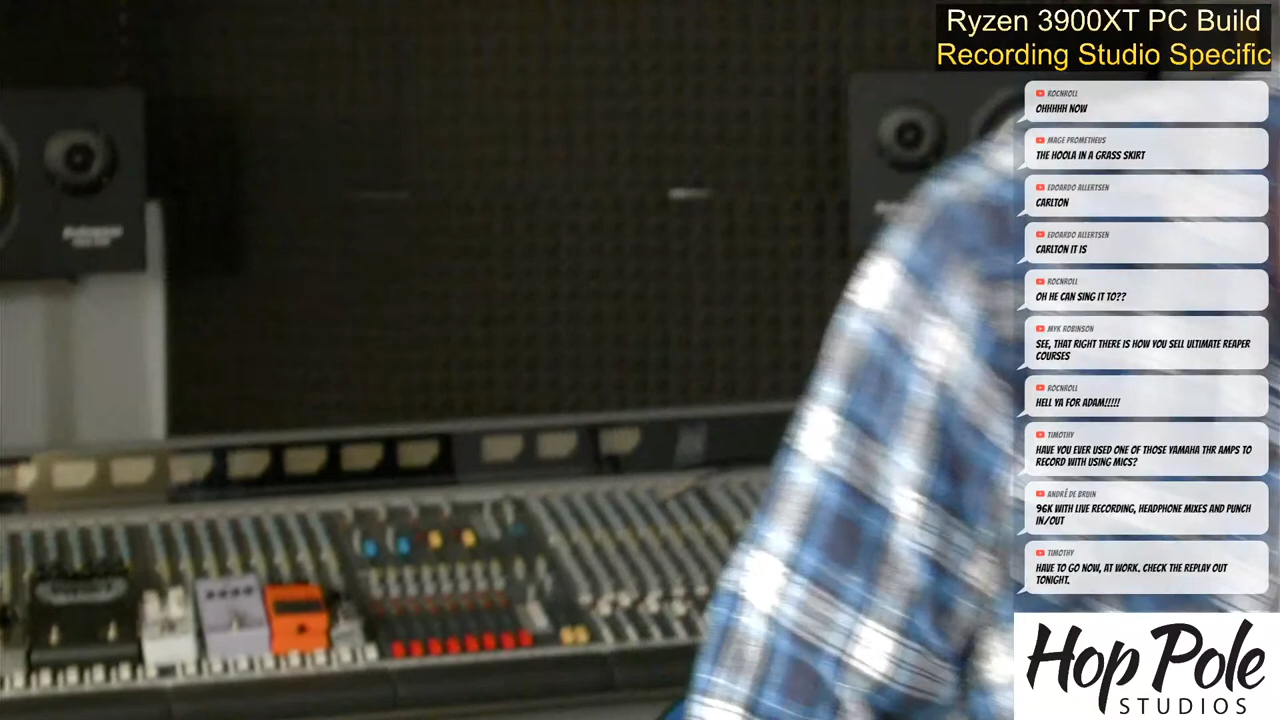 Ryzen 3900XT PC Build
Recording Studio Specific
ROCNROLL
OHHHHH NOW
MAGE PROMETHEUS
THE HOOLA IN A GRASS SKIRT
EDOARDO ALLERTSEN
CARLTON
EDOARDO ALLERTSEN
CARLTON IT IS
ROCNROLL
OH HE CAN SING IT TO??
MYK ROBINSON
SEE, THAT RIGHT THERE IS HOW YOU SELL ULTIMATE REAPER
COURSES
ROCNROLL
HELL YA FOR ADAM!!!!!
TIMOTHY
HAVE YOU EVER USED ONE OF THOSE YAMAHA THR AMPS TO
RECORD WITH USING MICS?
ANDRÉ DE BRUIN
96K WITH LIVE RECORDING, HEADPHONE MIXES AND PUNCH
IN/OUT
TIMOTHY
HAVE TO GO NOW, AT WORK. CHECK THE REPLAY OUT
TONIGHT.
HOP POLE
STUDIOS